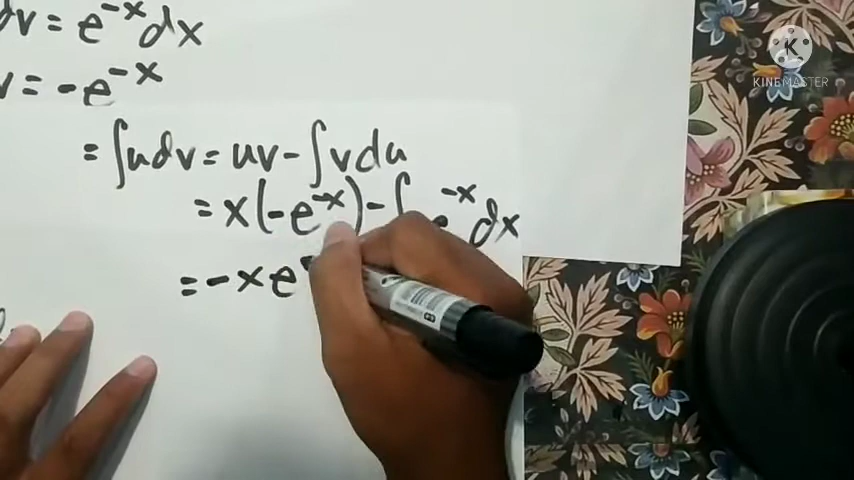 dv = e^{-x} dx
v = -e^{-x}
= ∫udv = uv - ∫vdu
= x(-e^{-x}) - ∫ e^{-x} dx
= -xe
K
KINEMASTER